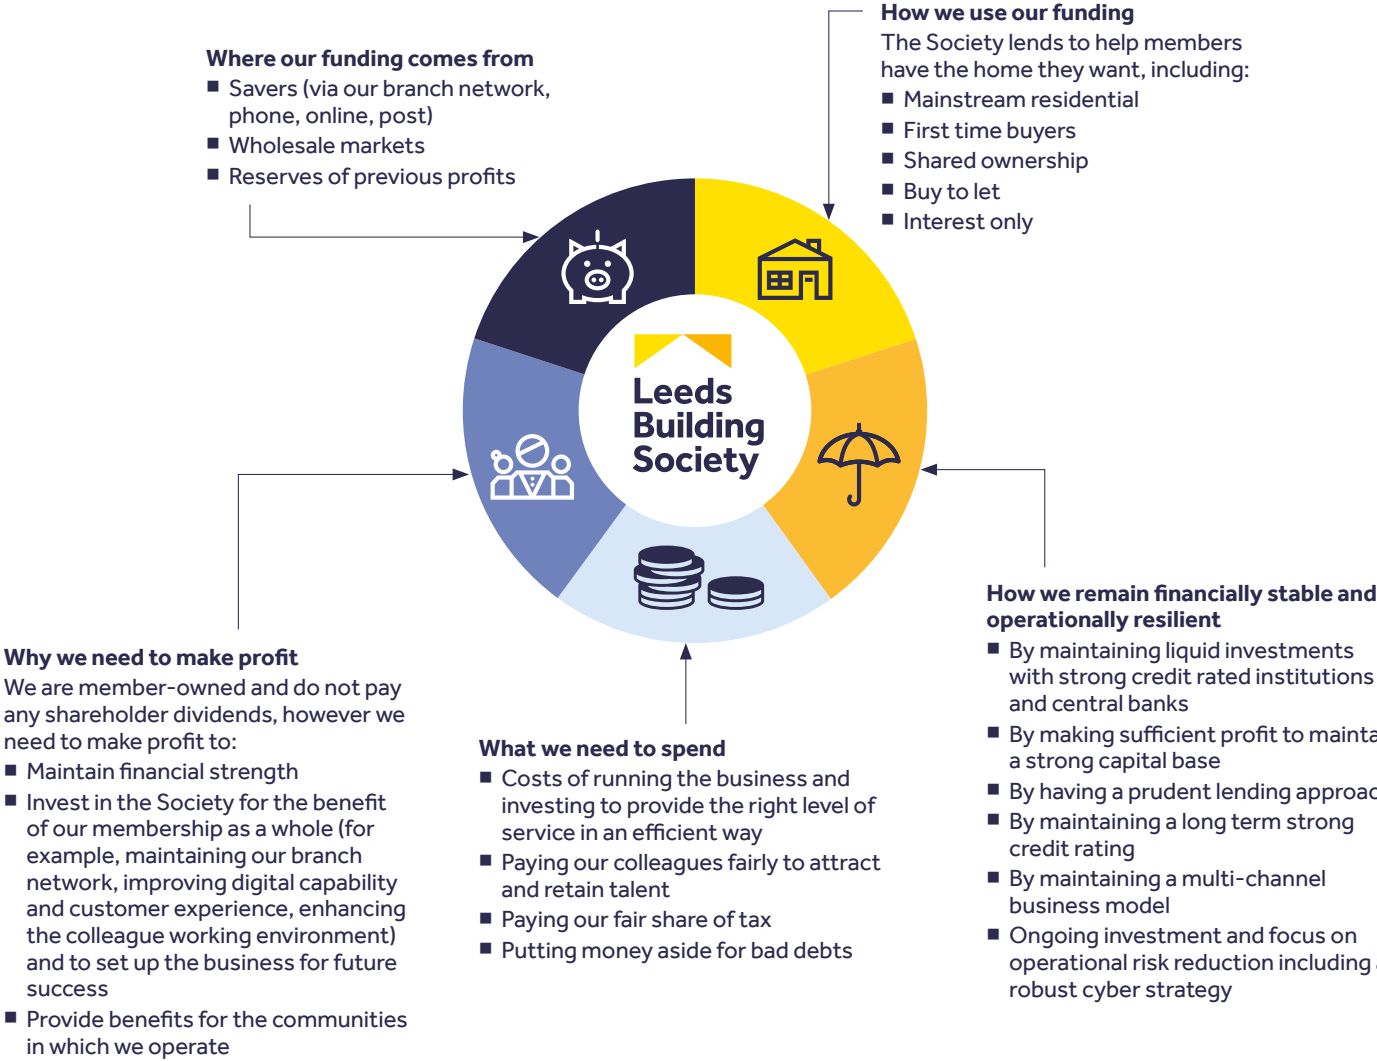 Where our funding comes from
■ Savers (via our branch network,
phone, online, post)
■ Wholesale markets
■ Reserves of previous profits
How we use our funding
The Society lends to help members
have the home they want, including:
■ Mainstream residential
■ First time buyers
■ Shared ownership
■ Buy to let
■ Interest only
Leeds
Building
Society
How we remain financially stable and
operationally resilient
■ By maintaining liquid investments
with strong credit rated institutions
and central banks
■ By making sufficient profit to
a strong capital base
■ By having a prudent lending
■ By maintaining a long term strong
credit rating
■ By maintaining a multi-channel
business model
■ Ongoing investment and focus on
operational risk reduction including
robust cyber strategy
What we need to spend
■ Costs of running the business and
investing to provide the right level of
service in an efficient way
■ Paying our colleagues fairly to attract
and retain talent
■ Paying our fair share of tax
■ Putting money aside for bad debts
Why we need to make profit
We are member-owned and do not pay
any shareholder dividends, however we
need to make profit to:
■ Maintain financial strength
■ Invest in the Society for the benefit
of our membership as a whole (for
example, maintaining our branch
network, improving digital capability
and customer experience, enhancing
the colleague working environment)
and to set up the business for future
success
■ Provide benefits for the communities
in which we operate